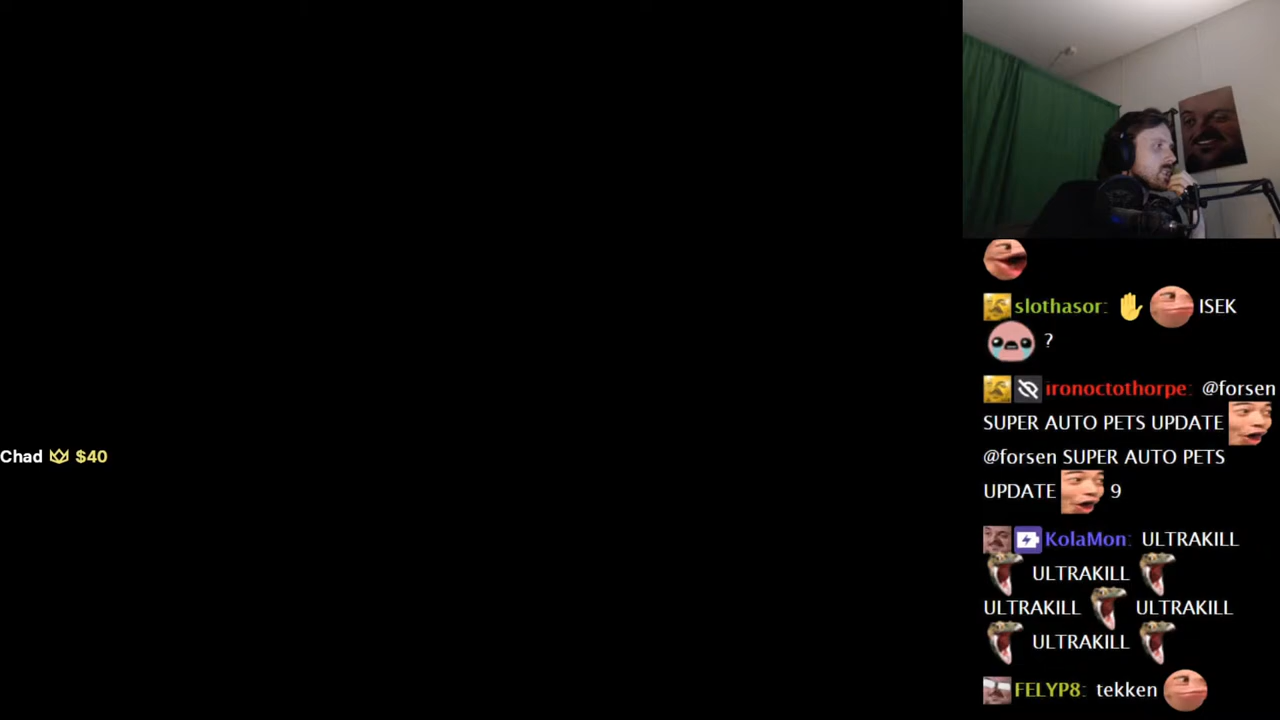 Chad $40
slothasor: ISEK
?
ironoctothorpe: @forsen
SUPER AUTO PETS UPDATE
@forsen SUPER AUTO PETS
UPDATE 9
KolaMon: ULTRAKILL
ULTRAKILL
ULTRAKILL ULTRAKILL
ULTRAKILL
FELYP8: tekken